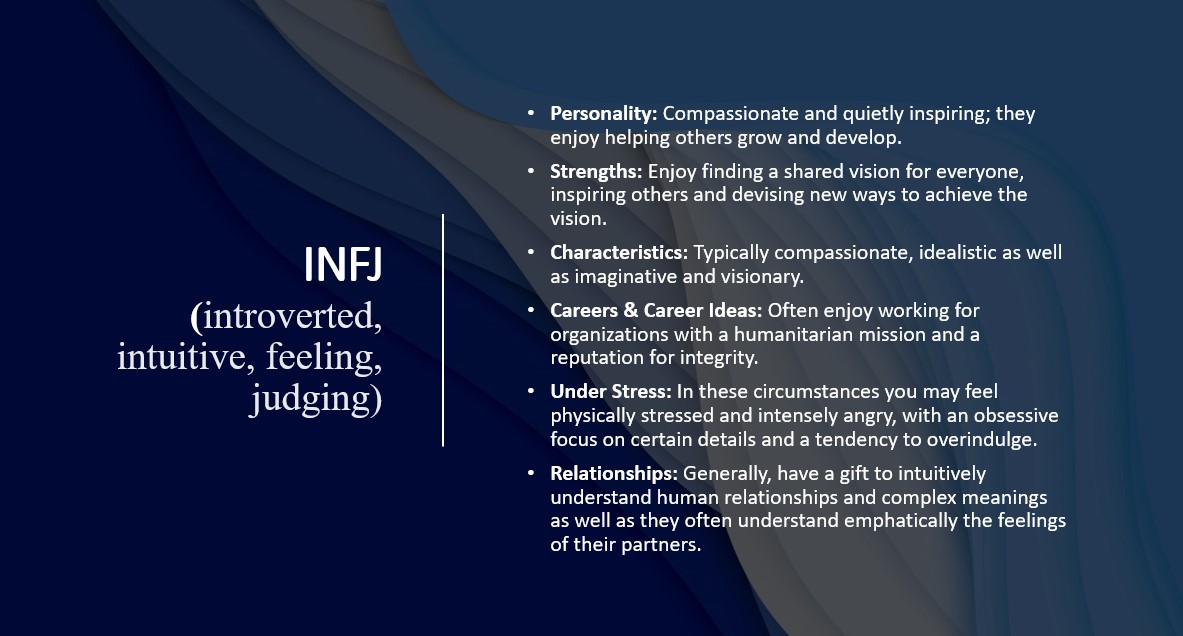 INFJ
(introverted,
intuitive, feeling,
judging)
• Personality: Compassionate and quietly inspiring; they
enjoy helping others grow and develop.
• Strengths: Enjoy finding a shared vision for everyone,
inspiring others and devising new ways to achieve the
vision.
• Characteristics: Typically compassionate, idealistic as well
as imaginative and visionary.
• Careers & Career Ideas: Often enjoy working for
organizations with a humanitarian mission and a
reputation for integrity.
• Under Stress: In these circumstances you may feel
physically stressed and intensely angry, with an obsessive
focus on certain details and a tendency to overindulge.
• Relationships: Generally, have a gift to intuitively
understand human relationships and complex meanings
as well as they often understand emphatically the feelings
of their partners.